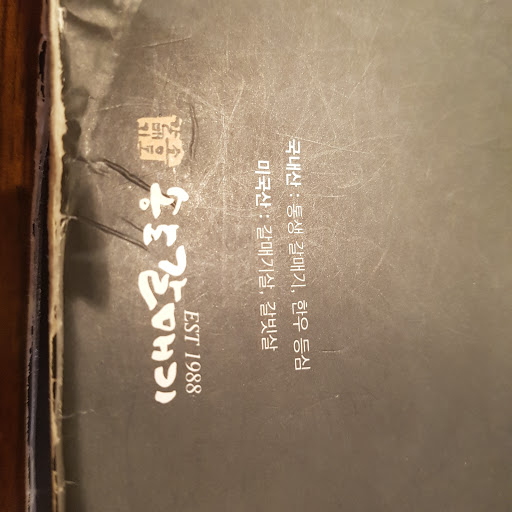 국내산 : 통생 갈매기, 한우 등심
미국산 : 갈매기살, 갈빗살
EST 1988
송도갈매기